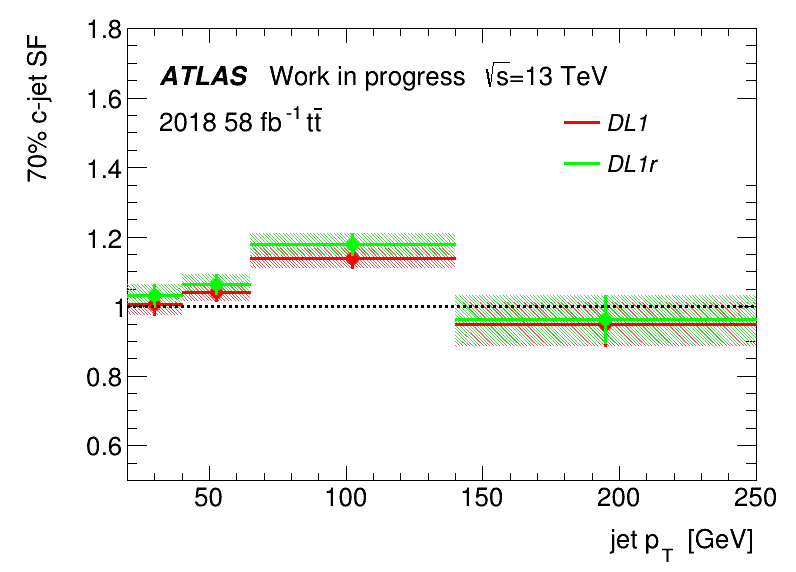 70% c-jet SF
1.8
1.6
1.4
1.2
1
0.8
0.6
ATLAS Work in progress √s=13 TeV
2018 58 fb⁻¹ tt̄
DL1
DL1r
50 100 150 200 250
jet p_T [GeV]